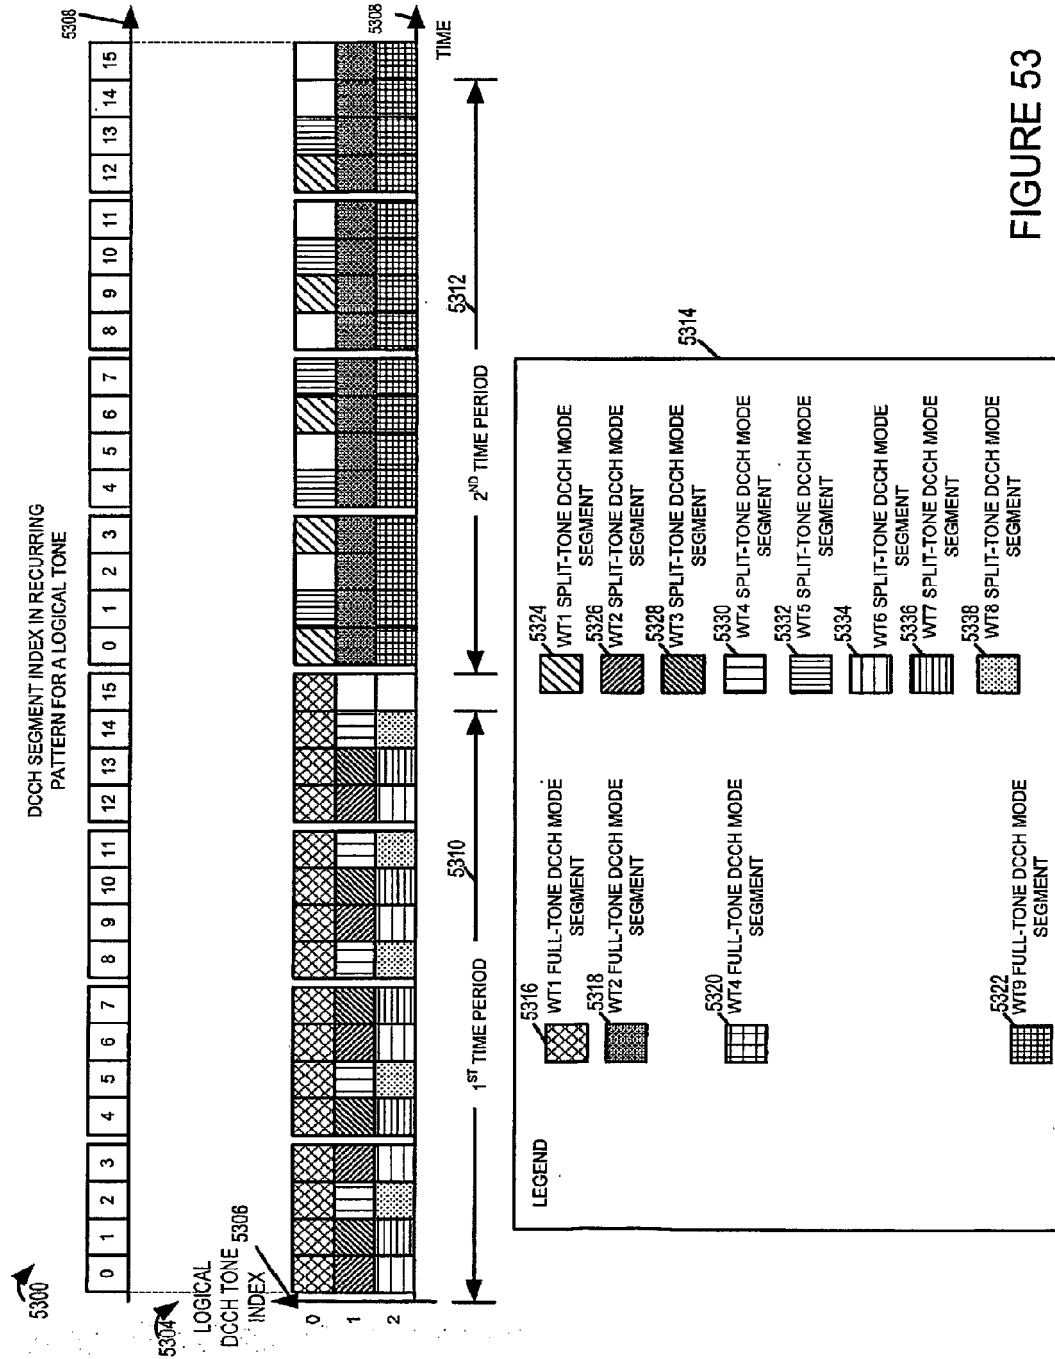 5300
DCCH SEGMENT INDEX IN RECURRING
PATTERN FOR A LOGICAL TONE
0 1 2 3 4 5 6 7 8 9 10 11 12 13 14 15 0 1 2 3 4 5 6 7 8 9 10 11 12 13 14 15
5308
5304
LOGICAL
DCCH TONE
INDEX
5306
0
1
2
5308
TIME
1ST TIME PERIOD
5310
2ND TIME PERIOD
5312
5314
LEGEND
5316
WT1 FULL-TONE DCCH MODE
SEGMENT
5318
WT2 FULL-TONE DCCH MODE
SEGMENT
5320
WT4 FULL-TONE DCCH MODE
SEGMENT
5322
WT9 FULL-TONE DCCH MODE
SEGMENT
5324
WT1 SPLIT-TONE DCCH MODE
SEGMENT
5326
WT2 SPLIT-TONE DCCH MODE
SEGMENT
5328
WT3 SPLIT-TONE DCCH MODE
SEGMENT
5330
WT4 SPLIT-TONE DCCH MODE
SEGMENT
5332
WT5 SPLIT-TONE DCCH MODE
SEGMENT
5334
WT6 SPLIT-TONE DCCH MODE
SEGMENT
5336
WT7 SPLIT-TONE DCCH MODE
SEGMENT
5338
WT8 SPLIT-TONE DCCH MODE
SEGMENT
FIGURE 53